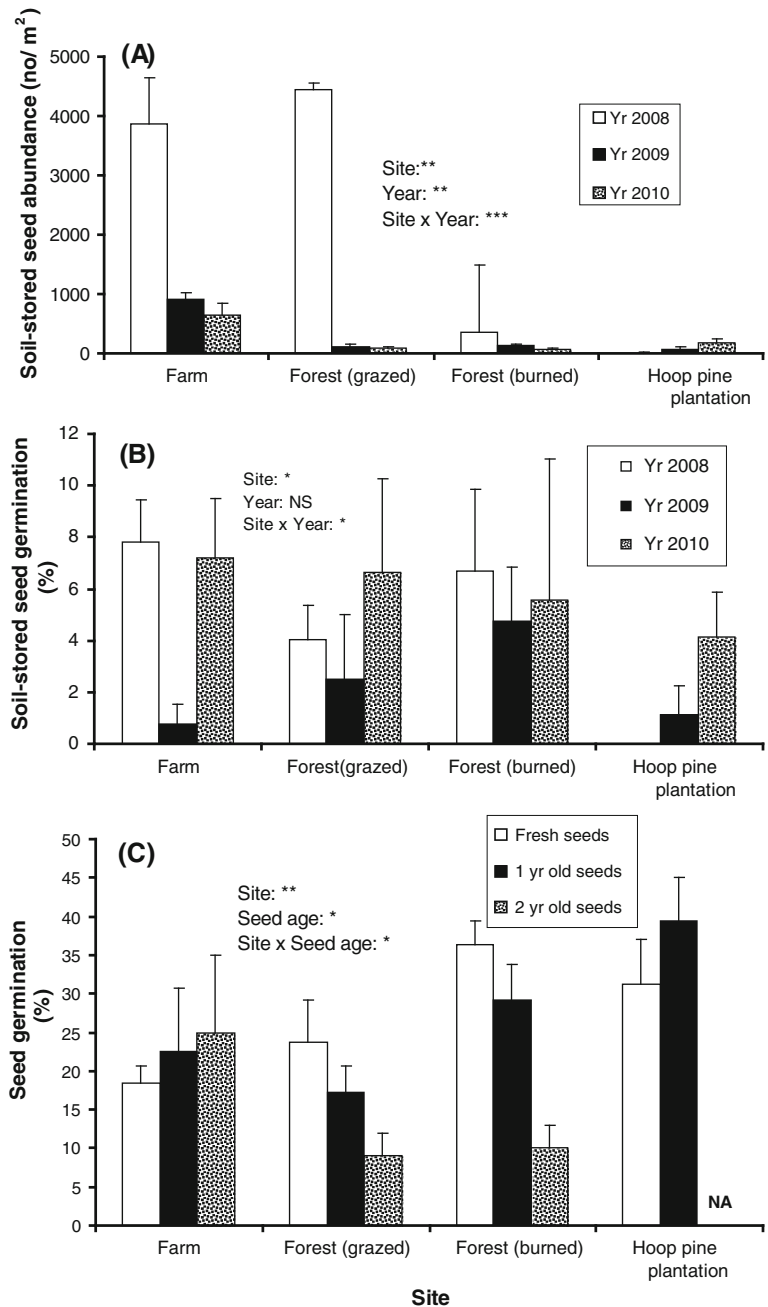 (A)
Soil-stored seed abundance (no/ m²)
5000
4000
3000
2000
1000
0
Yr 2008
Yr 2009
Yr 2010
Site:**
Year: **
Site x Year: ***
Farm
Forest (grazed)
Forest (burned)
Hoop pine
plantation
(B)
Soil-stored seed germination
(%)
12
10
8
6
4
2
0
Site: *
Year: NS
Site x Year: *
Yr 2008
Yr 2009
Yr 2010
Farm
Forest(grazed)
Forest (burned)
Hoop pine
plantation
(C)
Seed germination
(%)
50
45
40
35
30
25
20
15
10
5
0
Site: **
Seed age: *
Site x Seed age: *
Fresh seeds
1 yr old seeds
2 yr old seeds
NA
Farm
Forest (grazed)
Forest (burned)
Hoop pine
plantation
Site